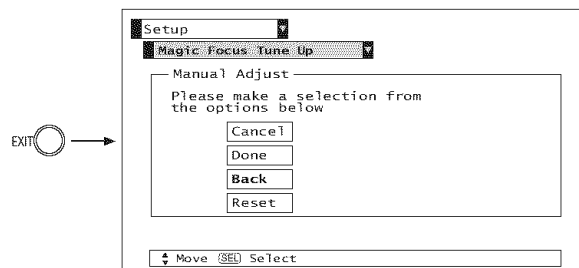 Setup
Magic Focus Tune Up
Manual Adjust
Please make a selection from
the options below
Cancel
Done
EXIT
Back
Reset
Move SEL Select